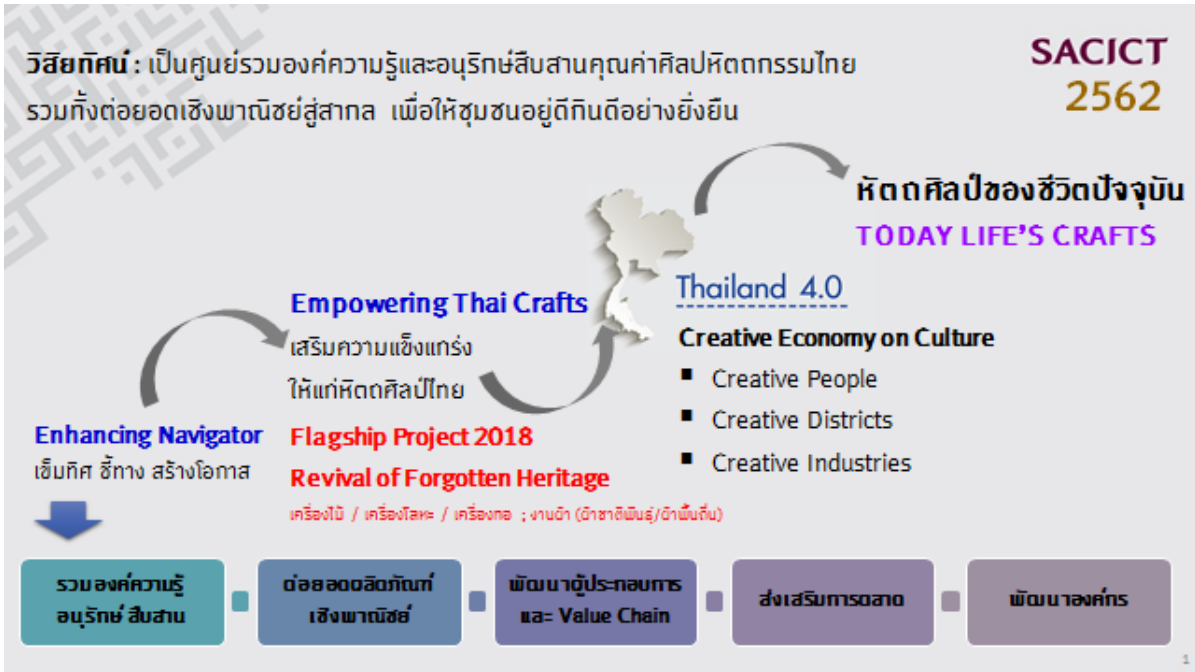 วิสัยทัศน์ : เป็นศูนย์รวมองค์ความรู้และอนุรักษ์สืบสานคุณค่าศิลปหัตถกรรมไทย
รวมทั้งต่อยอดเชิงพาณิชย์สู่สากล เพื่อให้ชุมชนอยู่ดีกินดีอย่างยั่งยืน
SACICT
2562
หัตถศิลป์ของชีวิตปัจจุบัน
TODAY LIFE'S CRAFTS
Thailand 4.0
Creative Economy on Culture
▪ Creative People
▪ Creative Districts
▪ Creative Industries
Empowering Thai Crafts
เสริมความแข็งแกร่ง
ให้แก่หัตถศิลป์ไทย
Flagship Project 2018
Revival of Forgotten Heritage
เครื่องไม้ / เครื่องโลหะ / เครื่องทอ ; งานผ้า (ผ้าชาติพันธุ์/ผ้าพื้นถิ่น)
Enhancing Navigator
เข็มทิศ ชี้ทาง สร้างโอกาส
รวมองค์ความรู้
อนุรักษ์ สืบสาน
ต่อยอดผลิตภัณฑ์
เชิงพาณิชย์
พัฒนาผู้ประกอบการ
และ Value Chain
ส่งเสริมการตลาด
พัฒนาองค์กร
1